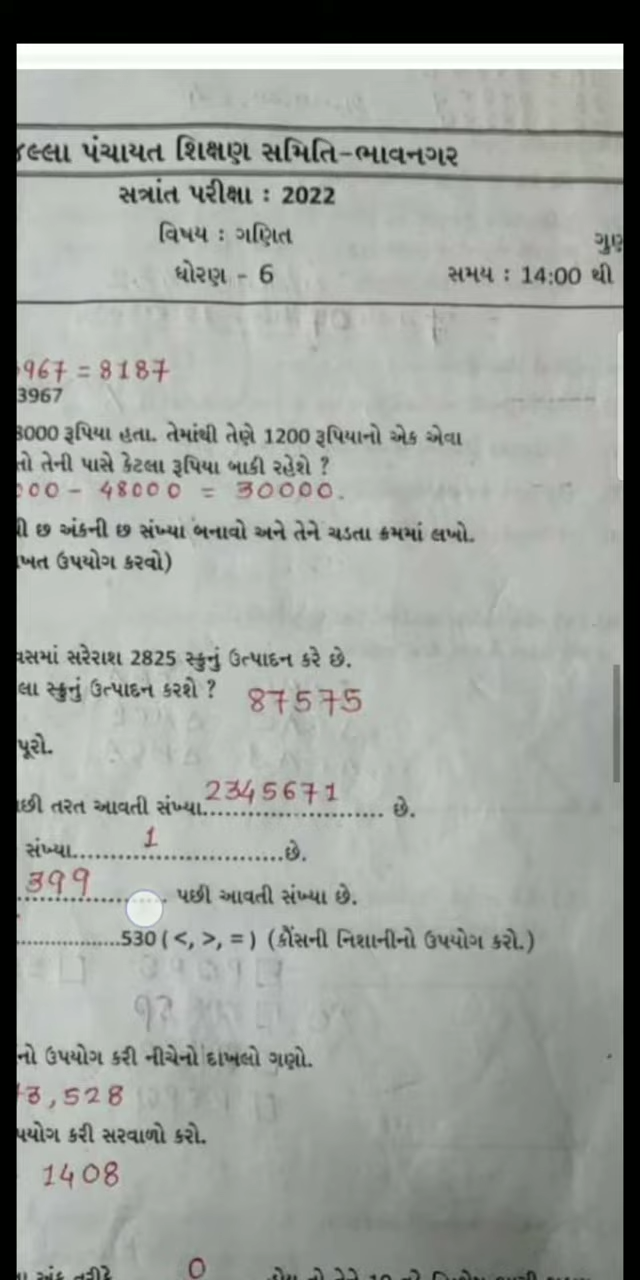 જિલ્લા પંચાયત શિક્ષણ સમિતિ-ભાવનગર
સત્રાંત પરીક્ષા : 2022
વિષય : ગણિત
ધોરણ - 6 સમય : 14:00 થી
967 = 8187
3967
8000 રૂપિયા હતા. તેમાંથી તેણે 1200 રૂપિયાનો એક એવા
તો તેની પાસે કેટલા રૂપિયા બાકી રહેશે ?
000 - 48000 = 30000.
થી છ અંકની છ સંખ્યા બનાવો અને તેને ચડતા ક્રમમાં લખો.
ખત ઉપયોગ કરવો)
વસમાં સરેરાશ 2825 સ્ક્રુનું ઉત્પાદન કરે છે.
લા સ્ક્રુનું ઉત્પાદન કરશે ? 87575
પૂરો.
છી તરત આવતી સંખ્યા....2345671.... છે.
સંખ્યા....1....છે.
399.... પછી આવતી સંખ્યા છે.
....530 ( <, >, = ) (કૌંસની નિશાનીનો ઉપયોગ કરો.)
નો ઉપયોગ કરી નીચેનો દાખલો ગણો.
3,528
પયોગ કરી સરવાળો કરો.
1408
0